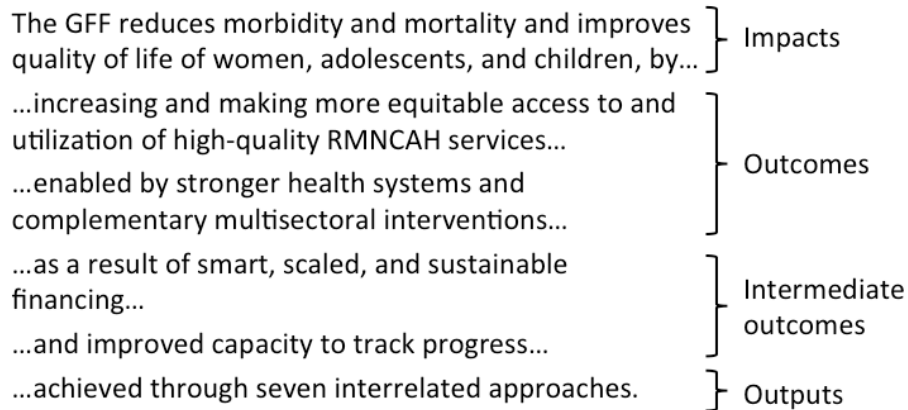 The GFF reduces morbidity and mortality and improves
quality of life of women, adolescents, and children, by...
Impacts
...increasing and making more equitable access to and
utilization of high-quality RMNCAH services...
...enabled by stronger health systems and
complementary multisectoral interventions...
Outcomes
...as a result of smart, scaled, and sustainable
financing...
...and improved capacity to track progress...
Intermediate
outcomes
...achieved through seven interrelated approaches.
Outputs